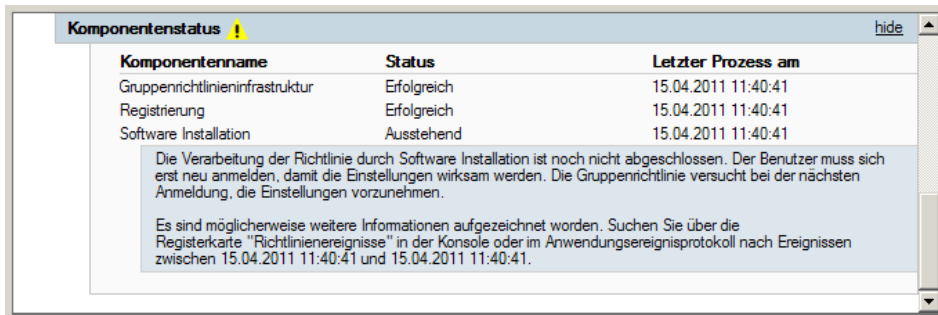 Komponentenstatus hide
Komponentenname Status Letzter Prozess am
Gruppenrichtlinieninfrastruktur Erfolgreich 15.04.2011 11:40:41
Registrierung Erfolgreich 15.04.2011 11:40:41
Software Installation Ausstehend 15.04.2011 11:40:41
Die Verarbeitung der Richtlinie durch Software Installation ist noch nicht abgeschlossen. Der Benutzer muss sich
erst neu anmelden, damit die Einstellungen wirksam werden. Die Gruppenrichtlinie versucht bei der nächsten
Anmeldung, die Einstellungen vorzunehmen.
Es sind möglicherweise weitere Informationen aufgezeichnet worden. Suchen Sie über die
Registerkarte "Richtlinienereignisse" in der Konsole oder im Anwendungsereignisprotokoll nach Ereignissen
zwischen 15.04.2011 11:40:41 und 15.04.2011 11:40:41.